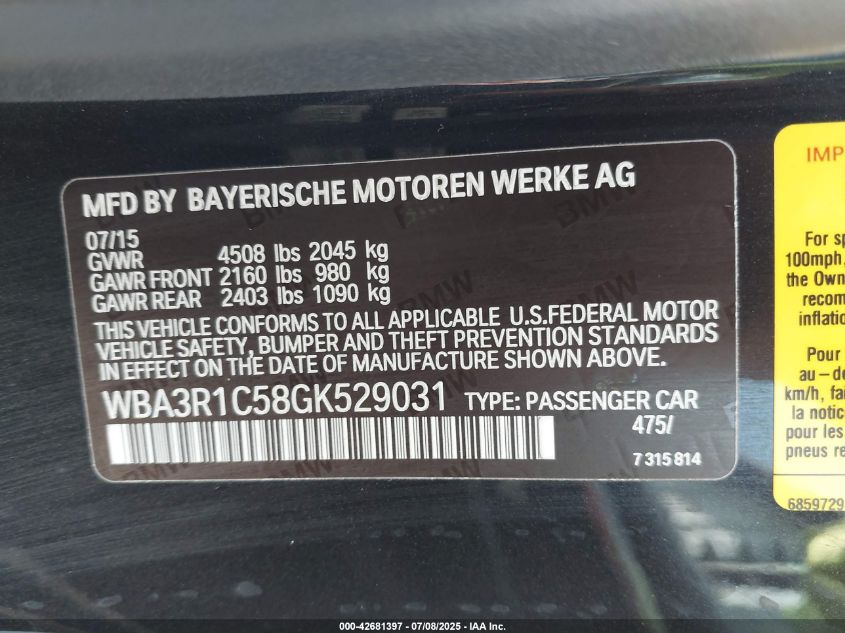 MFD BY BAYERISCHE MOTOREN WERKE AG
07/15
GVWR 4508 lbs 2045 kg
GAWR FRONT 2160 lbs 980 kg
GAWR REAR 2403 lbs 1090 kg
THIS VEHICLE CONFORMS TO ALL APPLICABLE U.S.FEDERAL MOTOR
VEHICLE SAFETY, BUMPER AND THEFT PREVENTION STANDARDS
IN EFFECT ON THE DATE OF MANUFACTURE SHOWN ABOVE.
WBA3R1C58GK529031 TYPE: PASSENGER CAR
475/
7 315 814
IMP
For sp
100mph,
the Own
recom
inflatio
Pour
au-de
km/h, fai
la notic
pour les
pneus re
6859729
000-42681397 - 07/08/2025 - IAA Inc.